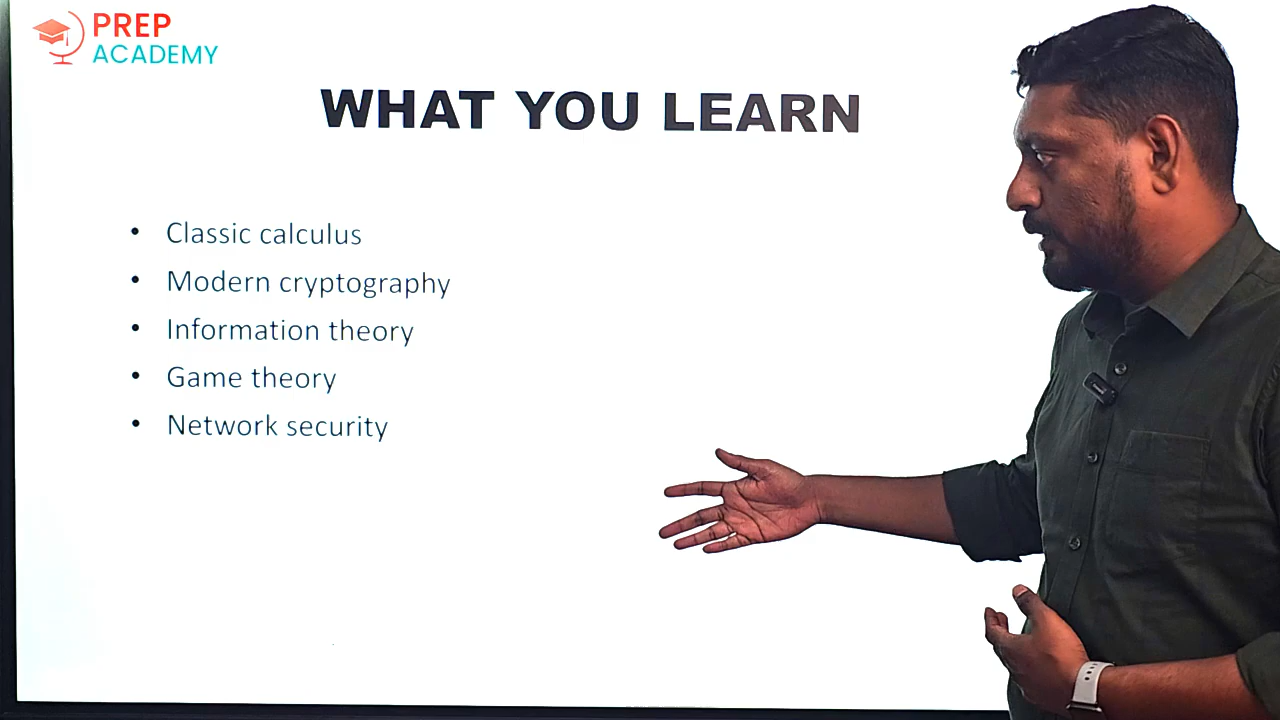 PREP
ACADEMY
WHAT YOU LEARN
• Classic calculus
• Modern cryptography
• Information theory
• Game theory
• Network security